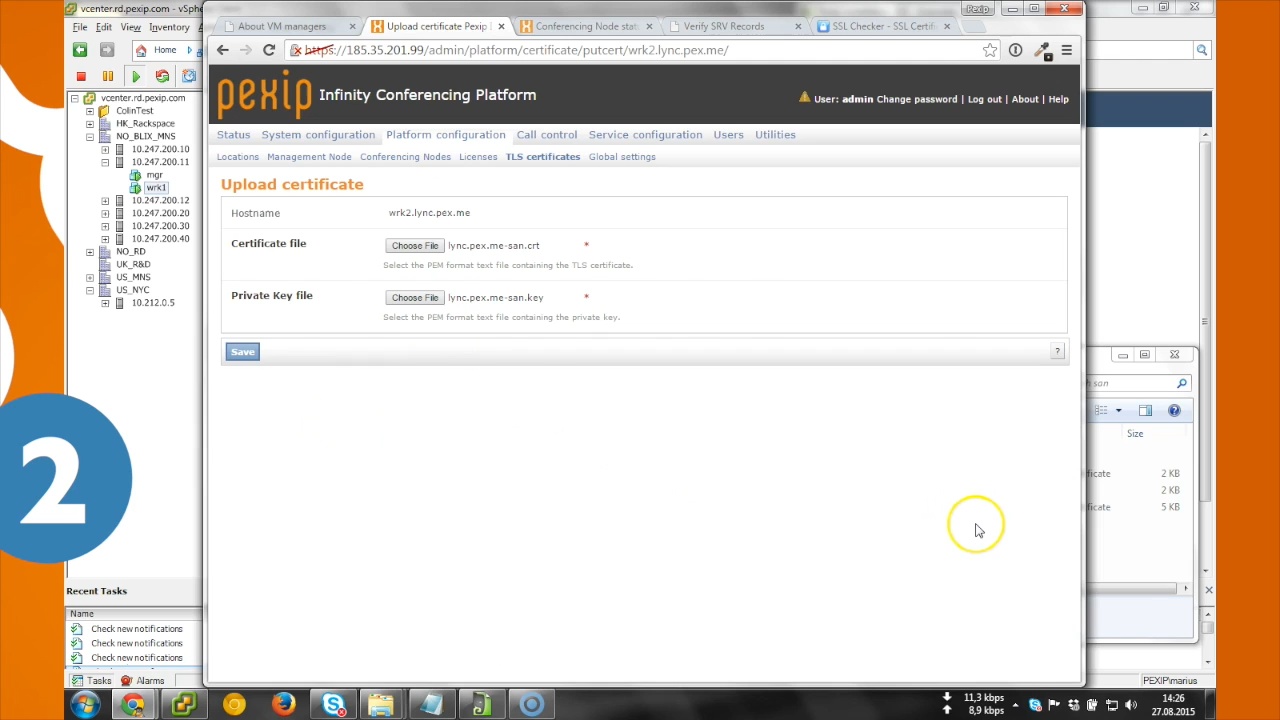 vcenter.rd.pexip.com - vSphe
Pexip
File Edit View Inventory
About VM managers
Upload certificate Pexip
Conferencing Node stat
Verify SRV Records
SSL Checker - SSL Certifi
https://185.35.201.99/admin/platform/certificate/putcert/wrk2.lync.pex.me/
Home
pexip Infinity Conferencing Platform
User: admin Change password | Log out | About | Help
Status System configuration Platform configuration Call control Service configuration Users Utilities
Locations Management Node Conferencing Nodes Licenses TLS certificates Global settings
Upload certificate
Hostname wrk2.lync.pex.me
Certificate file Choose File lync.pex.me-san.crt *
Select the PEM format text file containing the TLS certificate.
Private Key file Choose File lync.pex.me-san.key *
Select the PEM format text file containing the private key.
Save ?
vcenter.rd.pexip.com
ColinTest
HK_Rackspace
NO_BLIX_MNS
10.247.200.10
10.247.200.11
mgr
wrk1
10.247.200.12
10.247.200.20
10.247.200.30
10.247.200.40
NO_RD
UK_R&D
US_MNS
US_NYC
10.212.0.5
san
Size
icate 2 KB
2 KB
icate 5 KB
2
Recent Tasks
Name
Check new notifications
Check new notifications
Check new notifications
Tasks Alarms
PEXIP\marius
11,3 kbps
8,9 kbps
14:26
27.08.2015